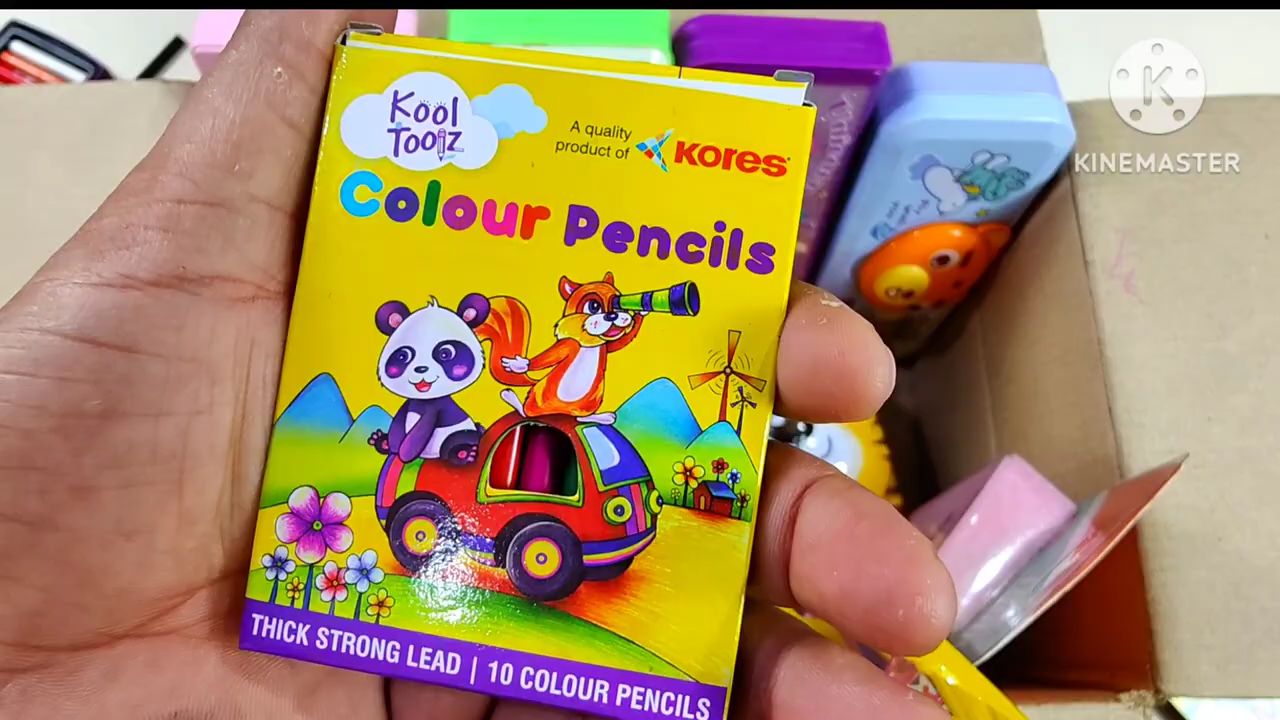 Kool
Toolz
A quality
product of
KORES
Colour Pencils
THICK STRONG LEAD | 10 COLOUR PENCILS
K
KINEMASTER